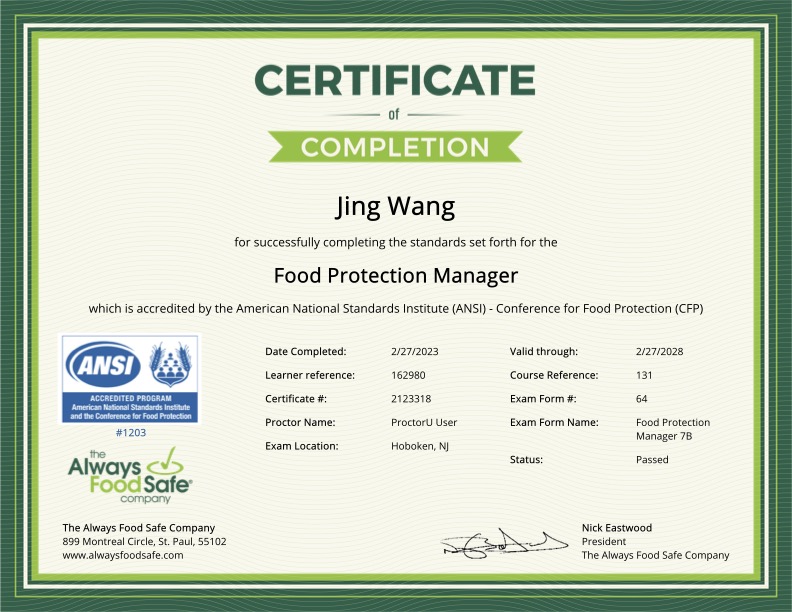 CERTIFICATE
of
COMPLETION
Jing Wang
for successfully completing the standards set forth for the
Food Protection Manager
which is accredited by the American National Standards Institute (ANSI) - Conference for Food Protection (CFP)
ANSI
ACCREDITED PROGRAM
American National Standards Institute
and the Conference for Food Protection
#1203
the
Always
FoodSafe®
company
Date Completed: 2/27/2023
Learner reference: 162980
Certificate #: 2123318
Proctor Name: ProctorU User
Exam Location: Hoboken, NJ
Valid through: 2/27/2028
Course Reference: 131
Exam Form #: 64
Exam Form Name: Food Protection
Manager 7B
Status: Passed
The Always Food Safe Company
899 Montreal Circle, St. Paul, 55102
www.alwaysfoodsafe.com
Nick Eastwood
President
The Always Food Safe Company